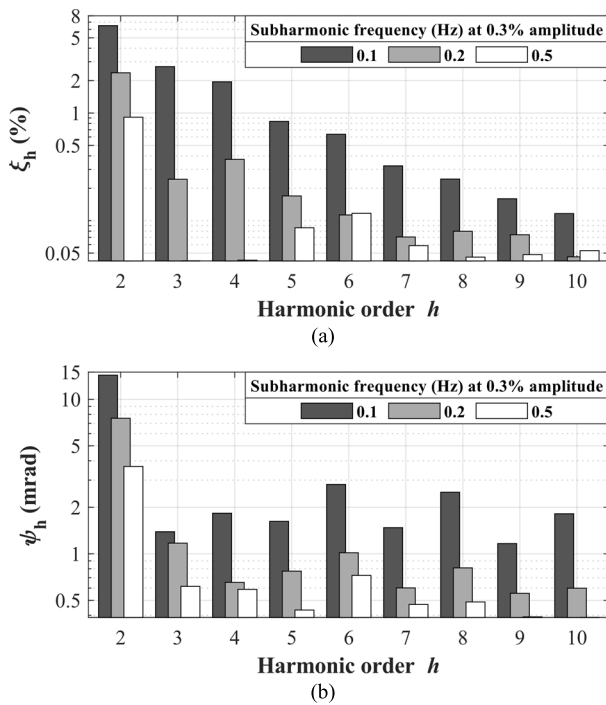 8
5
2
1
0.5
0.05
ξh (%)
Subharmonic frequency (Hz) at 0.3% amplitude
0.1 0.2 0.5
2 3 4 5 6 7 8 9 10
Harmonic order h
(a)
15
10
5
2
1
0.5
ψh (mrad)
Subharmonic frequency (Hz) at 0.3% amplitude
0.1 0.2 0.5
2 3 4 5 6 7 8 9 10
Harmonic order h
(b)